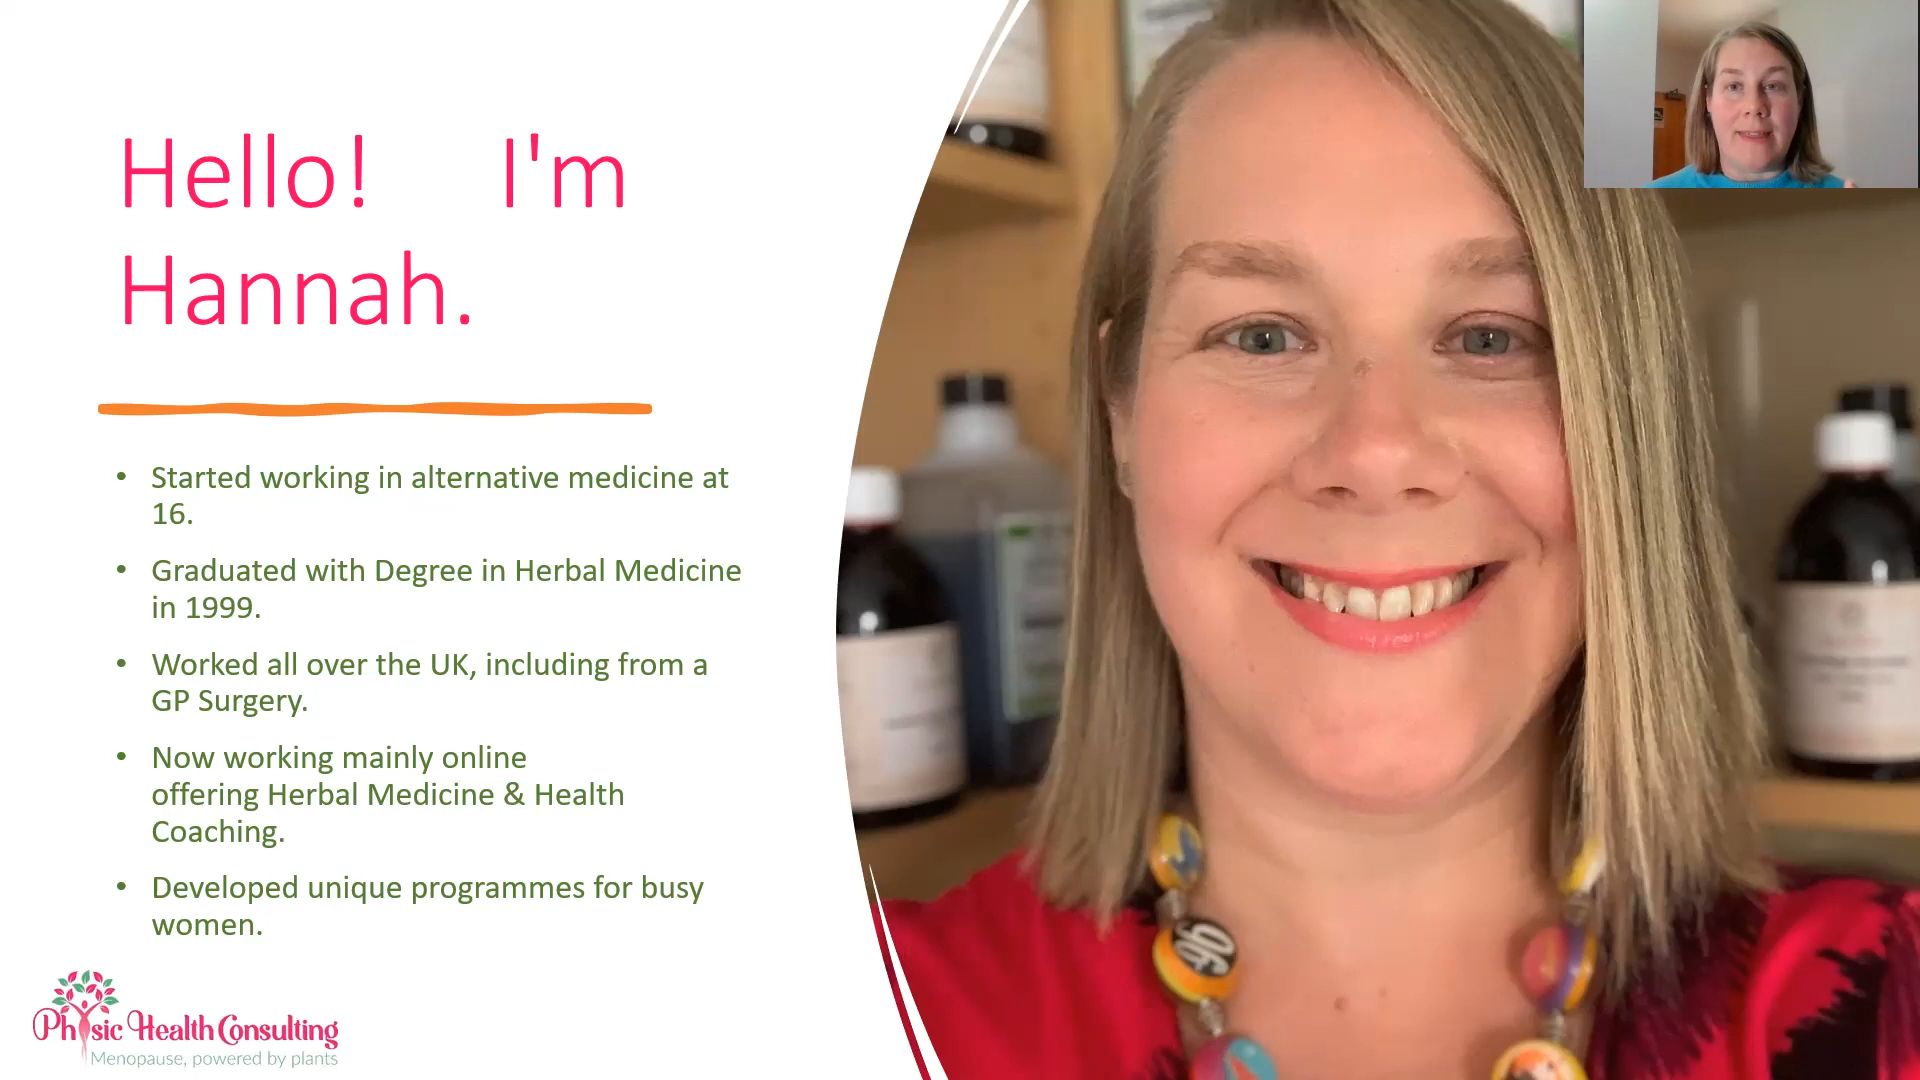 Hello! I'm
Hannah.
• Started working in alternative medicine at
16.
• Graduated with Degree in Herbal Medicine
in 1999.
• Worked all over the UK, including from a
GP Surgery.
• Now working mainly online
offering Herbal Medicine & Health
Coaching.
• Developed unique programmes for busy
women.
Physic Health Consulting
Menopause, powered by plants